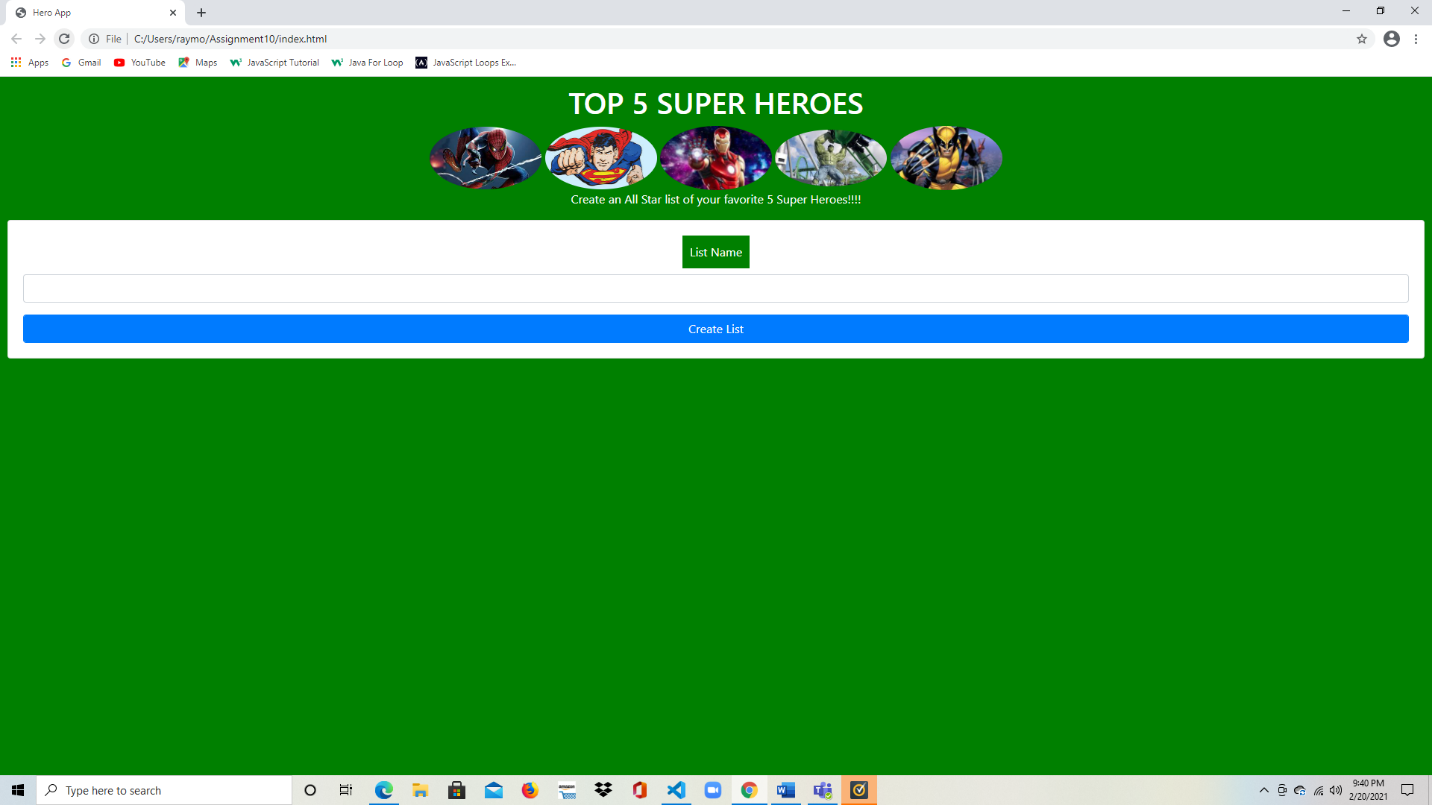 Hero App
File
C:/Users/raymo/Assignment10/index.html
Apps Gmail YouTube Maps JavaScript Tutorial Java For Loop JavaScript Loops Ex...
TOP 5 SUPER HEROES
Create an All Star list of your favorite 5 Super Heroes!!!!
List Name
Create List
Type here to search
9:40 PM
2/20/2021